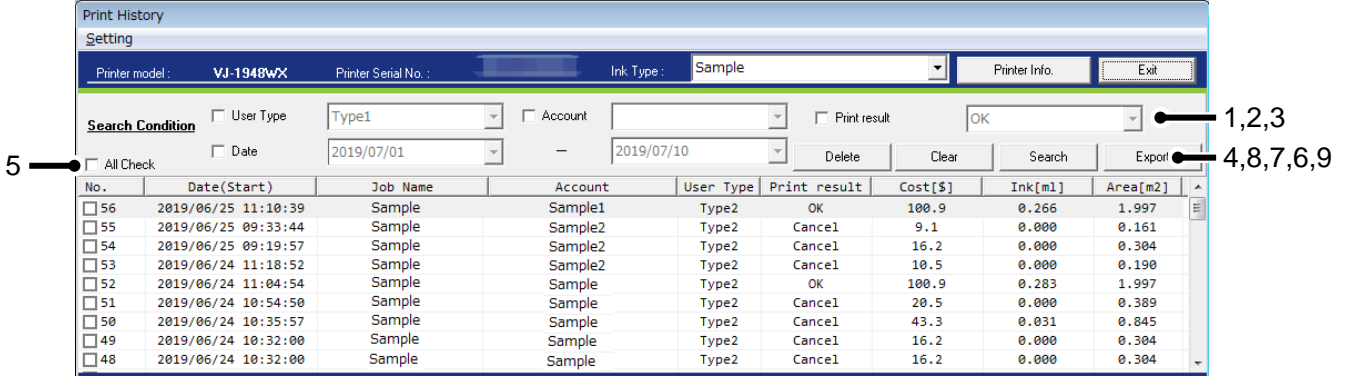 Print History
Setting
Printer model : VJ-1948WX Printer Serial No. : Ink Type : Sample Printer Info. Exit
Search Condition User Type Type1 Account Print result OK 1,2,3
Date 2019/07/01 – 2019/07/10 Delete Clear Search Export 4,8,7,6,9
5 All Check
No. Date(Start) Job Name Account User Type Print result Cost[$] Ink[ml] Area[m2]
56 2019/06/25 11:10:39 Sample Sample1 Type2 OK 100.9 0.266 1.997
55 2019/06/25 09:33:44 Sample Sample2 Type2 Cancel 9.1 0.000 0.161
54 2019/06/25 09:19:57 Sample Sample2 Type2 Cancel 16.2 0.000 0.304
53 2019/06/24 11:18:52 Sample Sample2 Type2 Cancel 10.5 0.000 0.190
52 2019/06/24 11:04:54 Sample Sample Type2 OK 100.9 0.283 1.997
51 2019/06/24 10:54:50 Sample Sample Type2 Cancel 20.5 0.000 0.389
50 2019/06/24 10:35:57 Sample Sample Type2 Cancel 43.3 0.031 0.845
49 2019/06/24 10:32:00 Sample Sample Type2 Cancel 16.2 0.000 0.304
48 2019/06/24 10:32:00 Sample Sample Type2 Cancel 16.2 0.000 0.304